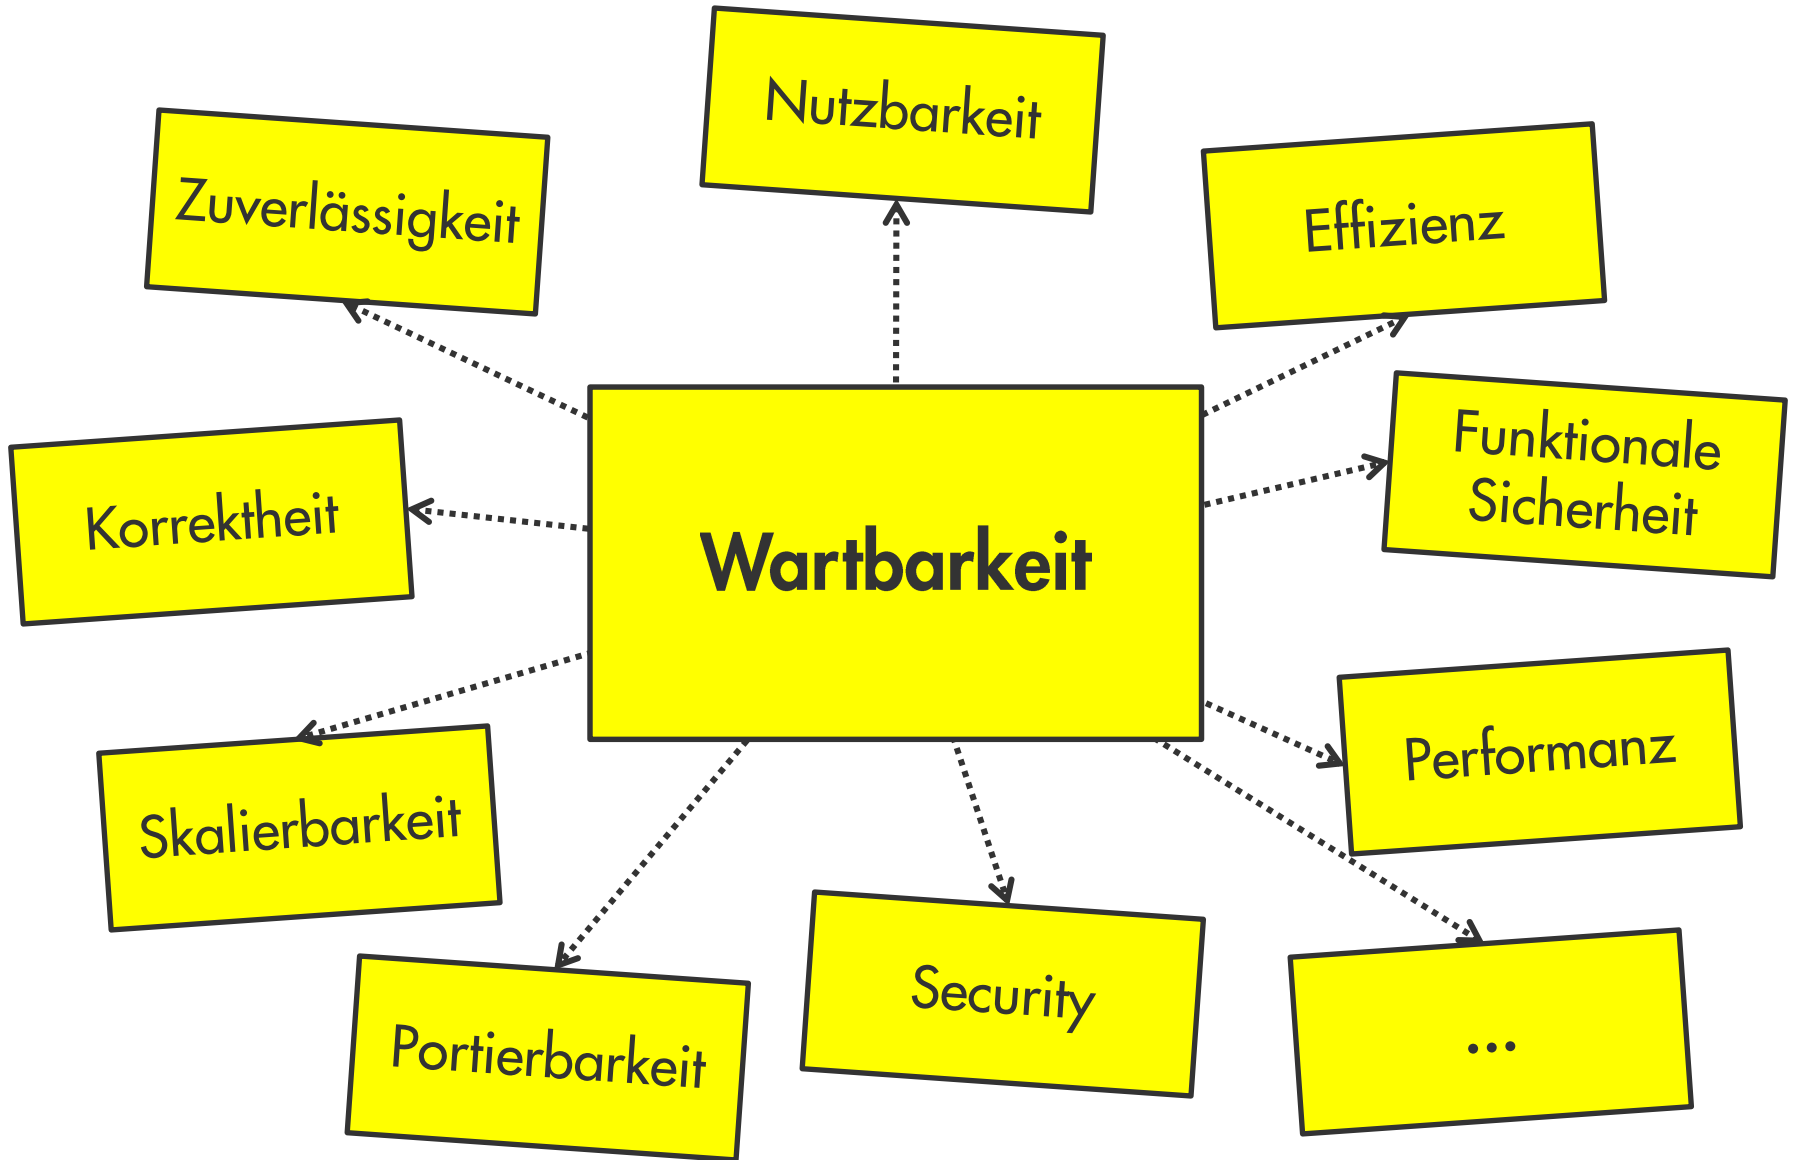 Nutzbarkeit
Zuverlässigkeit
Effizienz
Funktionale
Sicherheit
Korrektheit
Wartbarkeit
Performanz
Skalierbarkeit
Security
Portierbarkeit
...